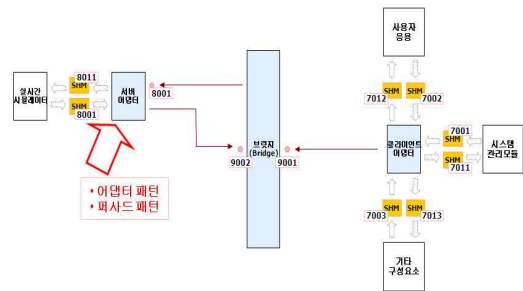 사용자
응용
8011
SHM
실시간
시뮬레이터
SHM
8001
서버
어댑터
8001
SHM
SHM
7012
7002
브릿지
(Bridge)
9002
9001
클라이언트
어댑터
7001
SHM
SHM
7011
시스템
관리모듈
• 어댑터 패턴
• 퍼사드 패턴
SHM
SHM
7003
7013
기타
구성요소